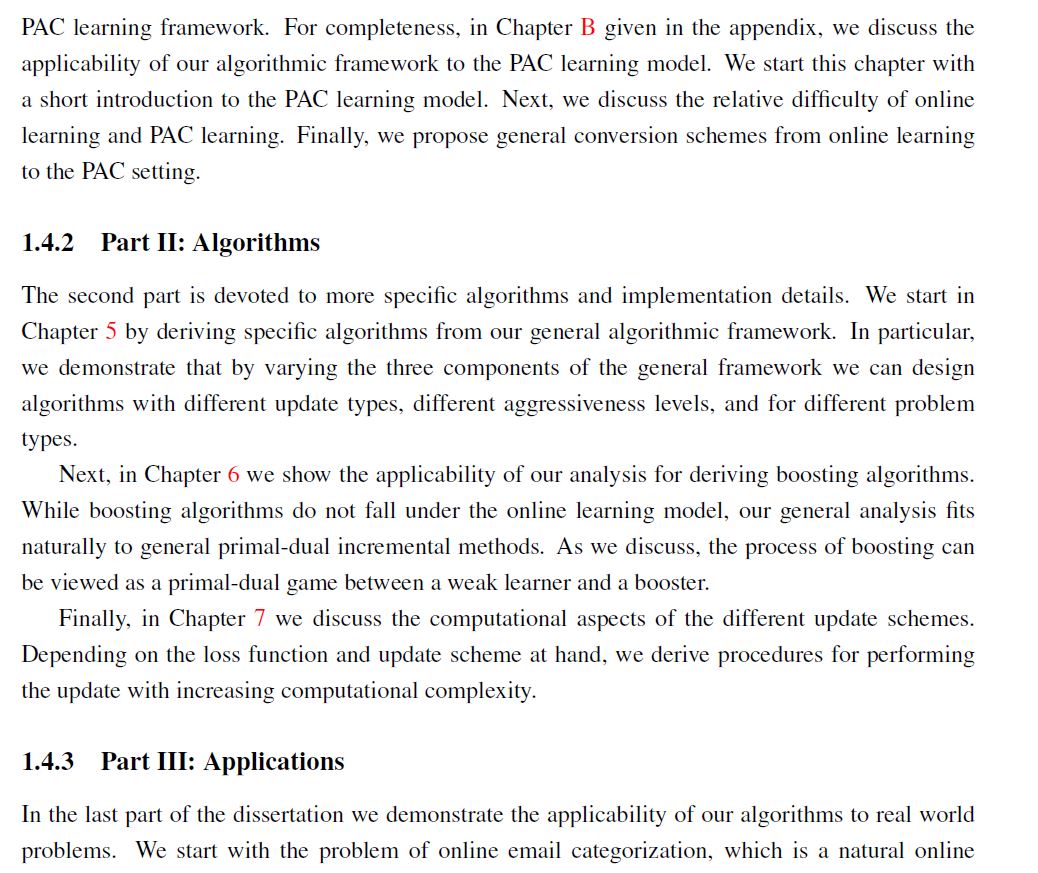 PAC learning framework. For completeness, in Chapter B given in the appendix, we discuss the
applicability of our algorithmic framework to the PAC learning model. We start this chapter with
a short introduction to the PAC learning model. Next, we discuss the relative difficulty of online
learning and PAC learning. Finally, we propose general conversion schemes from online learning
to the PAC setting.
1.4.2 Part II: Algorithms
The second part is devoted to more specific algorithms and implementation details. We start in
Chapter 5 by deriving specific algorithms from our general algorithmic framework. In particular,
we demonstrate that by varying the three components of the general framework we can design
algorithms with different update types, different aggressiveness levels, and for different problem
types.
Next, in Chapter 6 we show the applicability of our analysis for deriving boosting algorithms.
While boosting algorithms do not fall under the online learning model, our general analysis fits
naturally to general primal-dual incremental methods. As we discuss, the process of boosting can
be viewed as a primal-dual game between a weak learner and a booster.
Finally, in Chapter 7 we discuss the computational aspects of the different update schemes.
Depending on the loss function and update scheme at hand, we derive procedures for performing
the update with increasing computational complexity.
1.4.3 Part III: Applications
In the last part of the dissertation we demonstrate the applicability of our algorithms to real world
problems. We start with the problem of online email categorization, which is a natural online